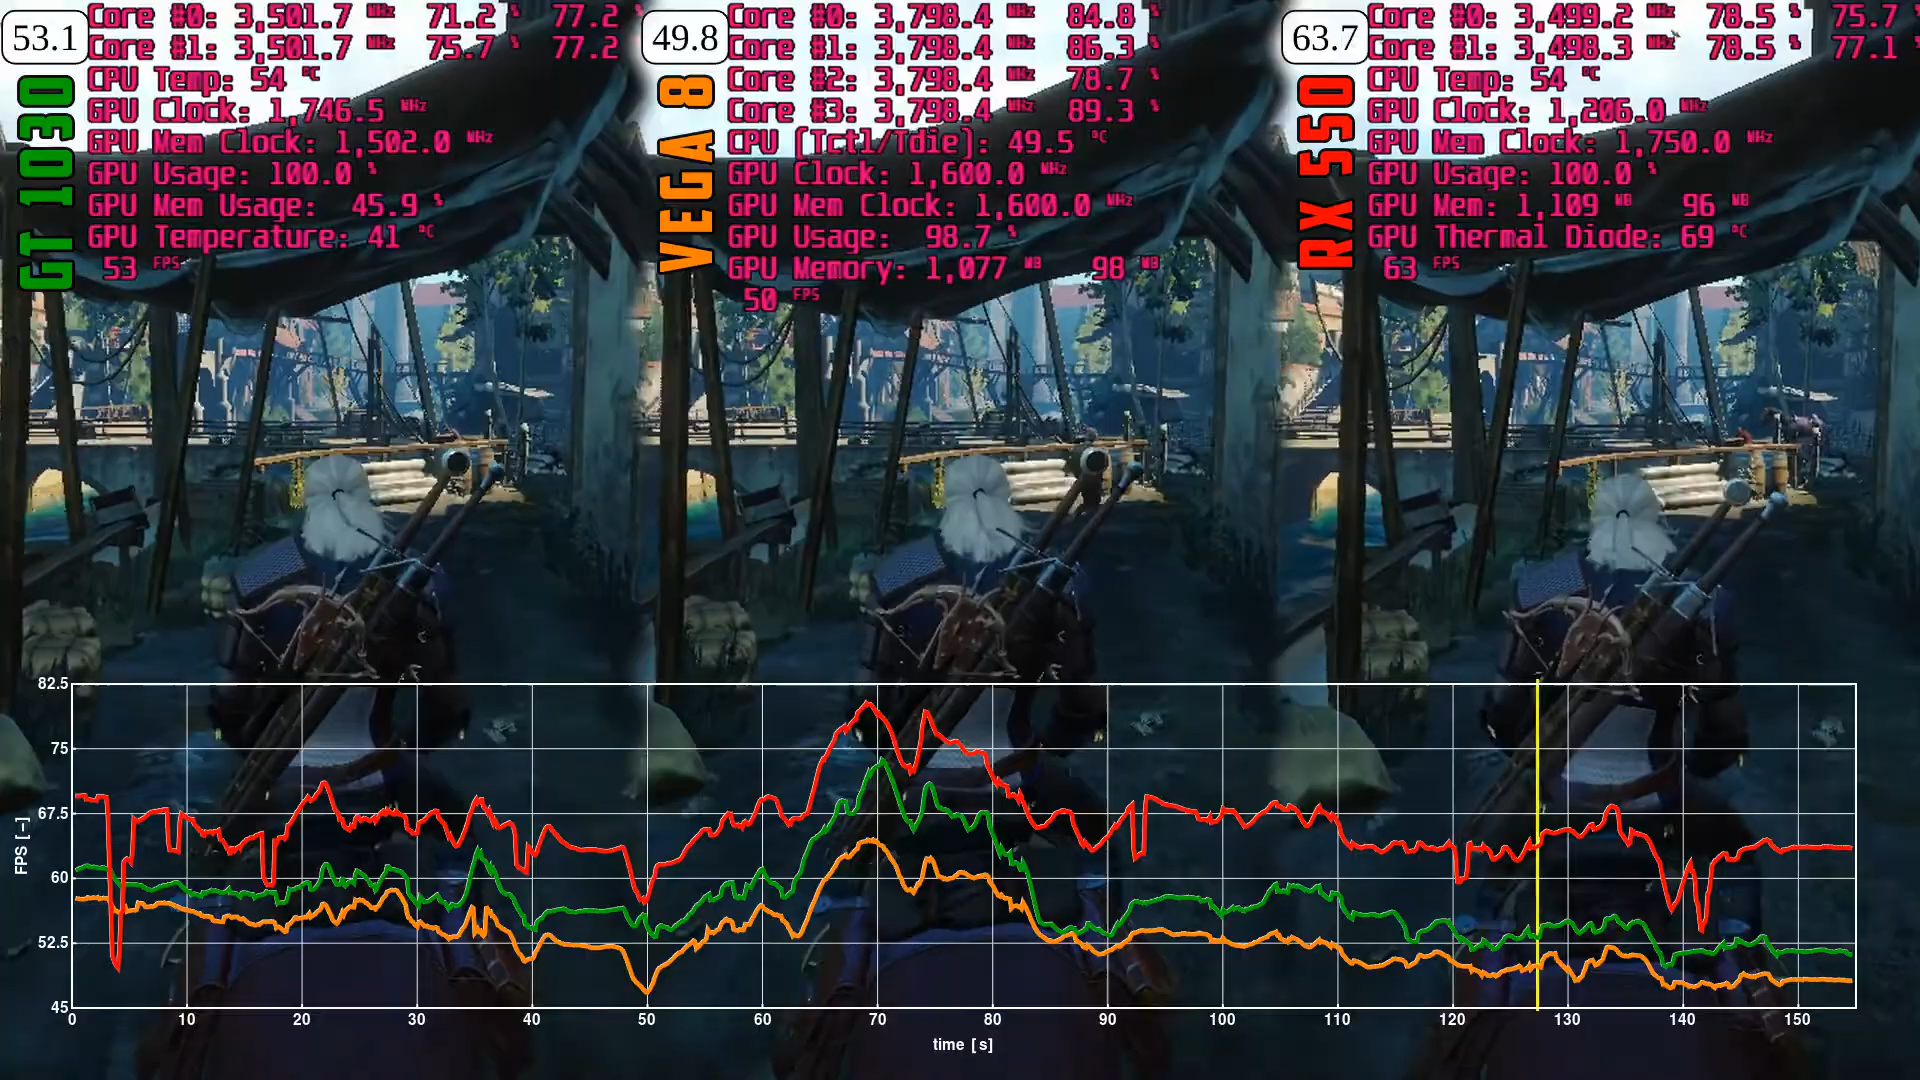 53.1
Core #0: 3,501.7 MHz 71.2 % 77.2 %
Core #1: 3,501.7 MHz 75.7 % 77.2
CPU Temp: 54 °C
GPU Clock: 1,746.5 MHz
GPU Mem Clock: 1,502.0 MHz
GPU Usage: 100.0 %
GPU Mem Usage: 45.9 %
GPU Temperature: 41 °C
53 FPS
GT 1030
49.8
Core #0: 3,798.4 MHz 84.8 %
Core #1: 3,798.4 MHz 86.3 %
Core #2: 3,798.4 MHz 78.7 %
Core #3: 3,798.4 MHz 89.3 %
CPU (Tctl/Tdie): 49.5 °C
GPU Clock: 1,600.0 MHz
GPU Mem Clock: 1,600.0 MHz
GPU Usage: 98.7 %
GPU Memory: 1,077 MB 98 MB
50 FPS
VEGA 8
63.7
Core #0: 3,499.2 MHz 78.5 % 75.7 %
Core #1: 3,498.3 MHz 78.5 % 77.1 %
CPU Temp: 54 °C
GPU Clock: 1,206.0 MHz
GPU Mem Clock: 1,750.0 MHz
GPU Usage: 100.0 %
GPU Mem: 1,109 MB 96 MB
GPU Thermal Diode: 69 °C
63 FPS
RX 550
82.5
75
67.5
60
52.5
45
FPS [-]
0 10 20 30 40 50 60 70 80 90 100 110 120 130 140 150
time [s]